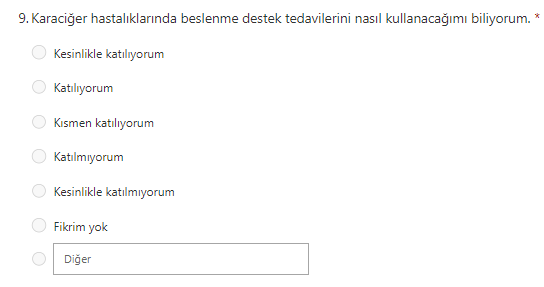 9. Karaciğer hastalıklarında beslenme destek tedavilerini nasıl kullanacağımı biliyorum. *
Kesinlikle katılıyorum
Katılıyorum
Kısmen katılıyorum
Katılmıyorum
Kesinlikle katılmıyorum
Fikrim yok
Diğer